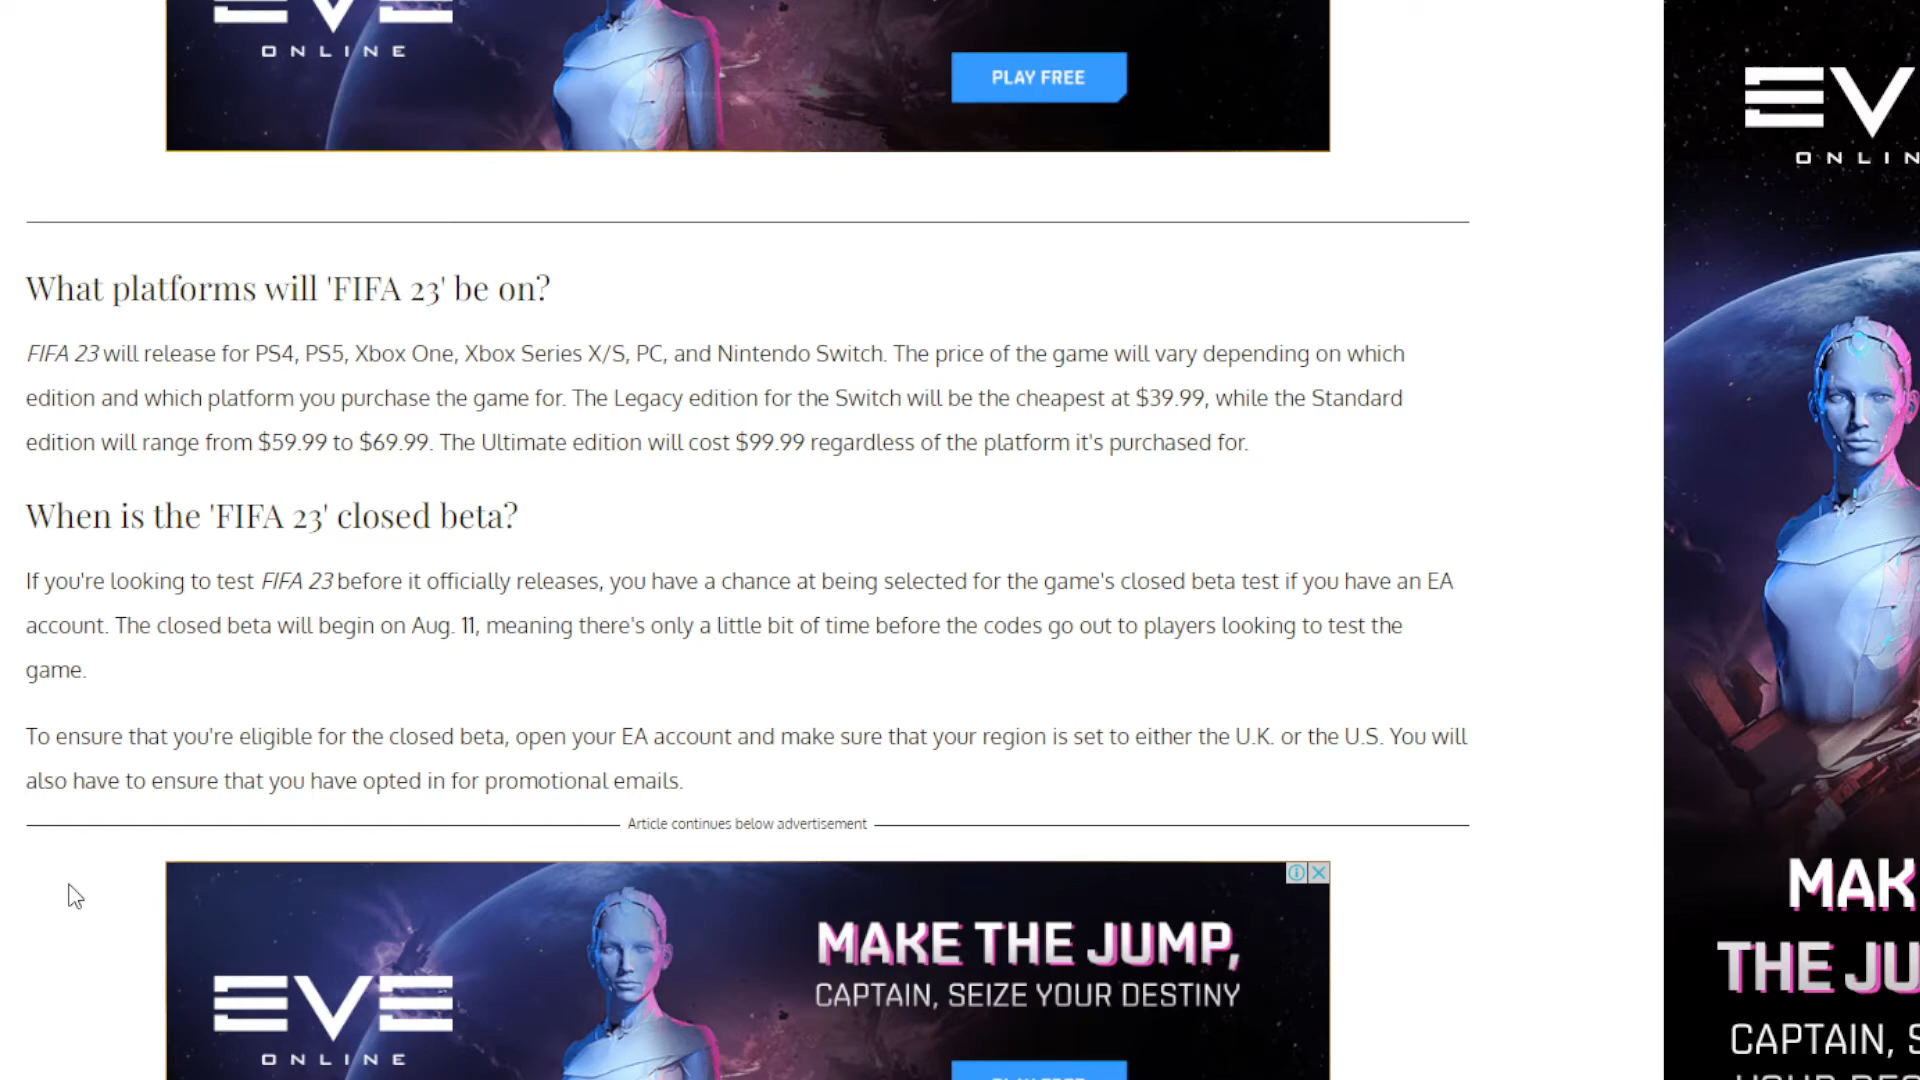 EVE
ONLINE
PLAY FREE
What platforms will 'FIFA 23' be on?
FIFA 23 will release for PS4, PS5, Xbox One, Xbox Series X/S, PC, and Nintendo Switch. The price of the game will vary depending on which
edition and which platform you purchase the game for. The Legacy edition for the Switch will be the cheapest at $39.99, while the Standard
edition will range from $59.99 to $69.99. The Ultimate edition will cost $99.99 regardless of the platform it's purchased for.
When is the 'FIFA 23' closed beta?
If you're looking to test FIFA 23 before it officially releases, you have a chance at being selected for the game's closed beta test if you have an EA
account. The closed beta will begin on Aug. 11, meaning there's only a little bit of time before the codes go out to players looking to test the
game.
To ensure that you're eligible for the closed beta, open your EA account and make sure that your region is set to either the U.K. or the U.S. You will
also have to ensure that you have opted in for promotional emails.
Article continues below advertisement
MAKE THE JUMP,
CAPTAIN, SEIZE YOUR DESTINY
EVE
ONLINE
PLAY FREE
EV
ONLIN
MAK
THE JU
CAPTAIN, S
YOUR DES